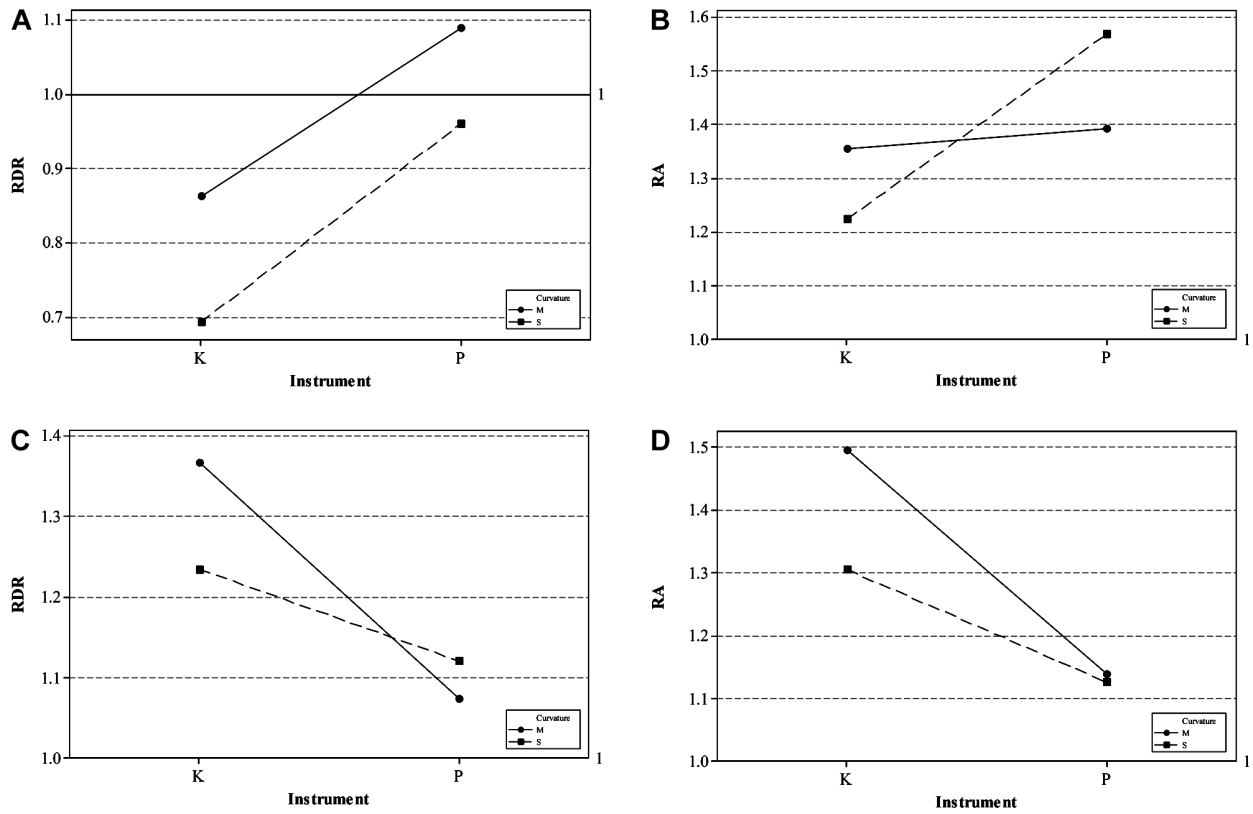 A
RDR
1.1
1.0
0.9
0.8
0.7
1
Curvature
M
S
K
P
Instrument
B
RA
1.6
1.5
1.4
1.3
1.2
1.1
1.0
1
Curvature
M
S
K
P
Instrument
C
RDR
1.4
1.3
1.2
1.1
1.0
1
Curvature
M
S
K
P
Instrument
D
RA
1.5
1.4
1.3
1.2
1.1
1.0
1
Curvature
M
S
K
P
Instrument